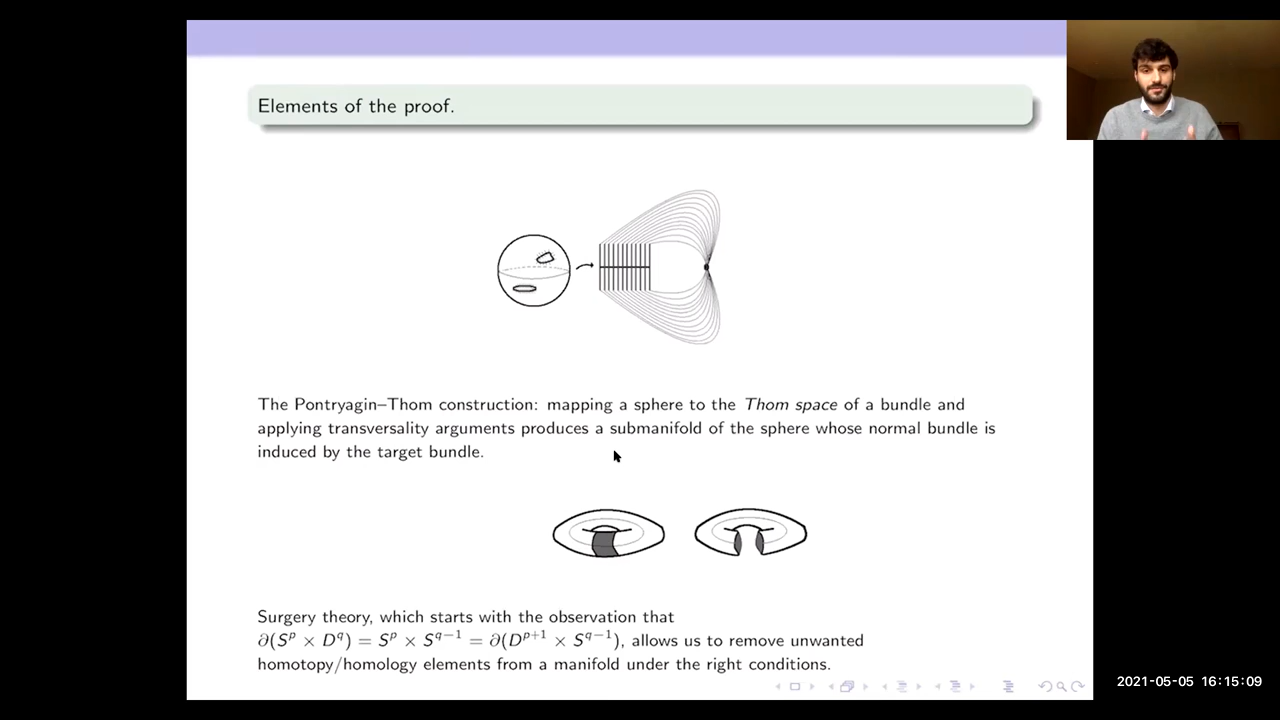 Elements of the proof.
The Pontryagin–Thom construction: mapping a sphere to the Thom space of a bundle and
applying transversality arguments produces a submanifold of the sphere whose normal bundle is
induced by the target bundle.
Surgery theory, which starts with the observation that
∂(Sᵖ × D^q) = Sᵖ × S^{q−1} = ∂(D^{p+1} × S^{q−1}), allows us to remove unwanted
homotopy/homology elements from a manifold under the right conditions.
2021-05-05 16:15:09